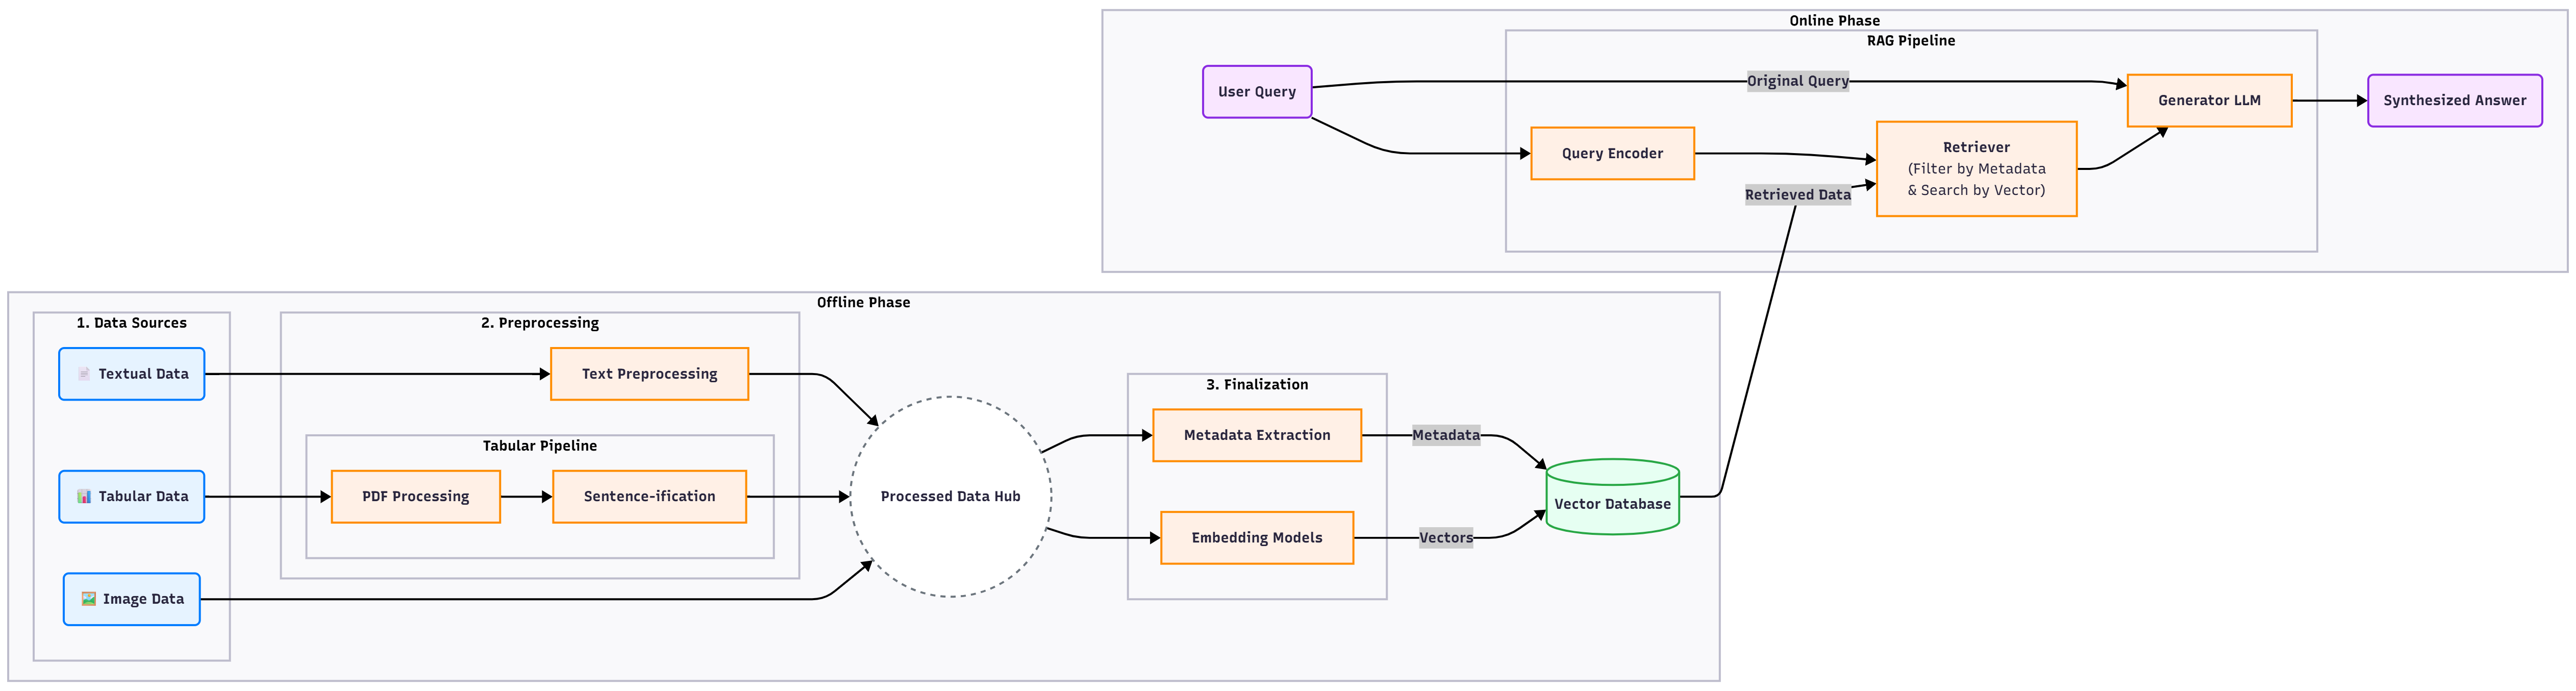 Online Phase
RAG Pipeline
User Query
Original Query
Generator LLM
Synthesized Answer
Query Encoder
Retriever
(Filter by Metadata
& Search by Vector)
Retrieved Data
Offline Phase
1. Data Sources
2. Preprocessing
Textual Data
Text Preprocessing
3. Finalization
Tabular Pipeline
Metadata Extraction
Metadata
Tabular Data
PDF Processing
Sentence-ification
Processed Data Hub
Vector Database
Embedding Models
Vectors
Image Data